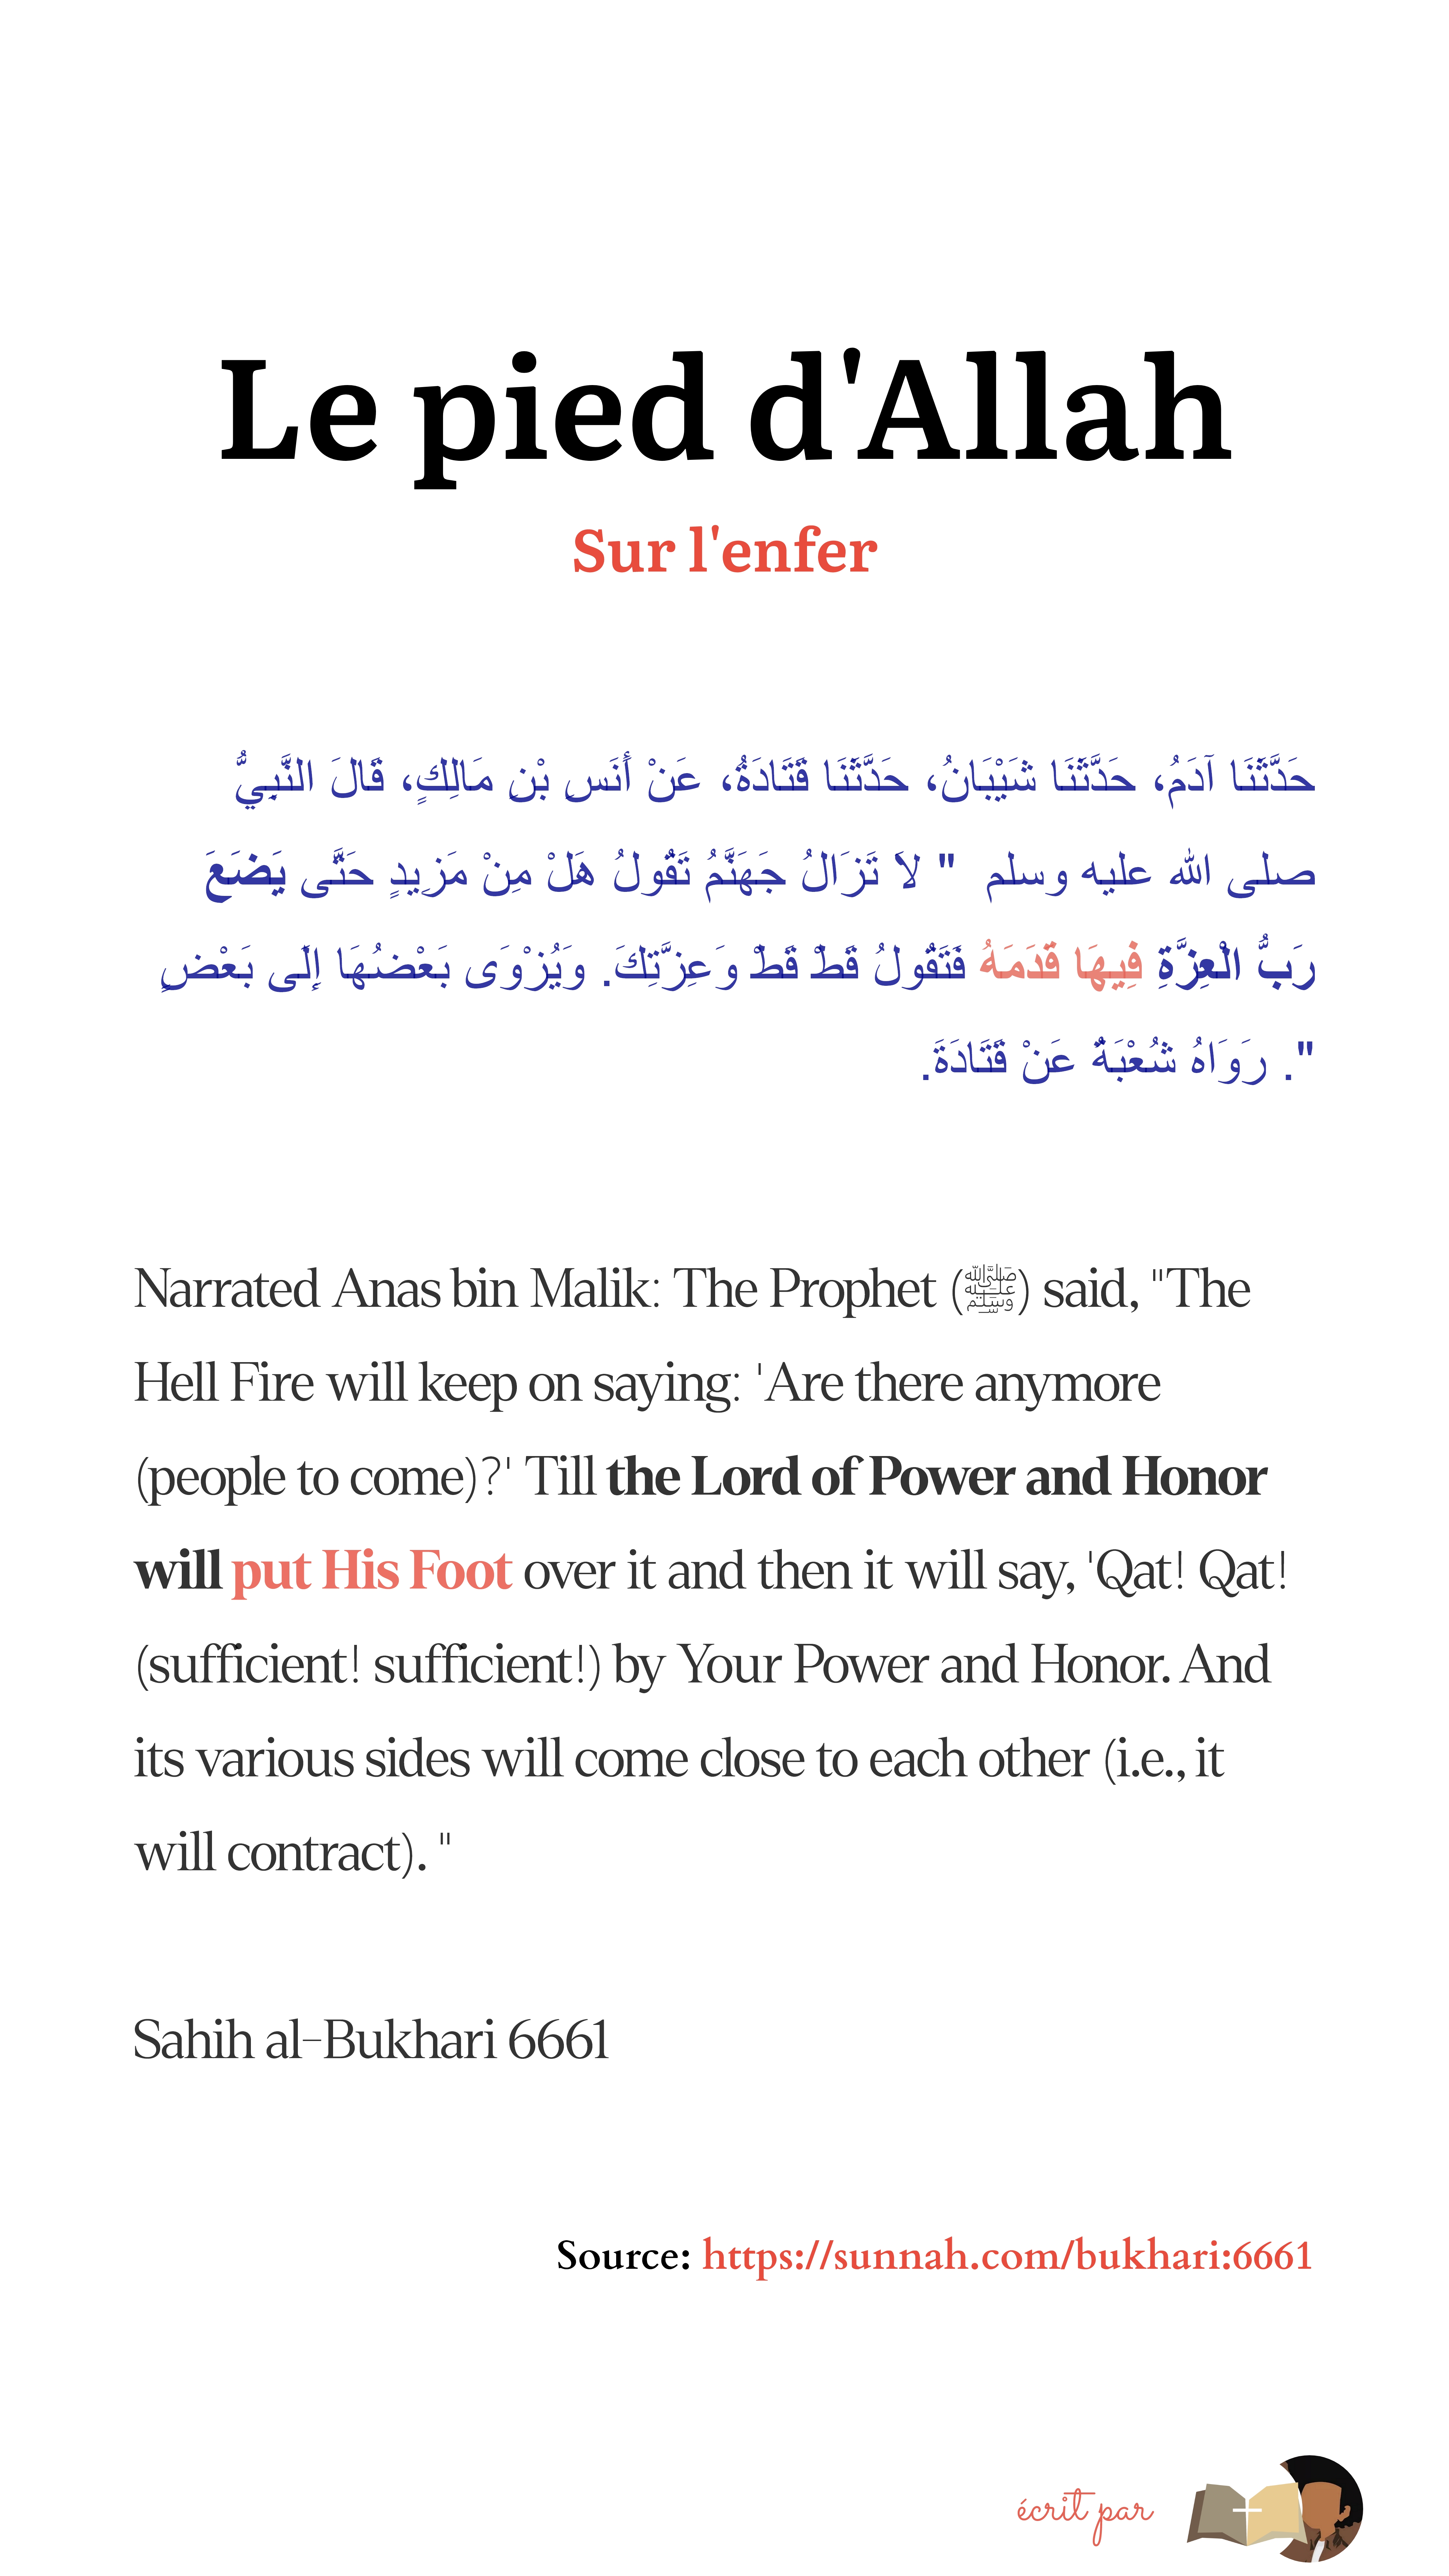 Le pied d'Allah
Sur l'enfer
حَدَّثَنَا آدَمُ، حَدَّثَنَا شَيْبَانُ، حَدَّثَنَا قَتَادَةُ، عَنْ أَنَسِ بْنِ مَالِكٍ، قَالَ النَّبِيُّ
صلى الله عليه وسلم " لاَ تَزَالُ جَهَنَّمُ تَقُولُ هَلْ مِنْ مَزِيدٍ حَتَّى يَضَعَ
رَبُّ الْعِزَّةِ فِيهَا قَدَمَهُ فَتَقُولُ قَطْ قَطْ وَعِزَّتِكَ. وَيُزْوَى بَعْضُهَا إِلَى بَعْضٍ
". رَوَاهُ شُعْبَةُ عَنْ قَتَادَةَ.
Narrated Anas bin Malik: The Prophet (ﷺ) said, "The
Hell Fire will keep on saying: 'Are there anymore
(people to come)?' Till the Lord of Power and Honor
will put His Foot over it and then it will say, 'Qat! Qat!
(sufficient! sufficient!) by Your Power and Honor. And
its various sides will come close to each other (i.e., it
will contract). "
Sahih al-Bukhari 6661
Source: https://sunnah.com/bukhari:6661
écrit par